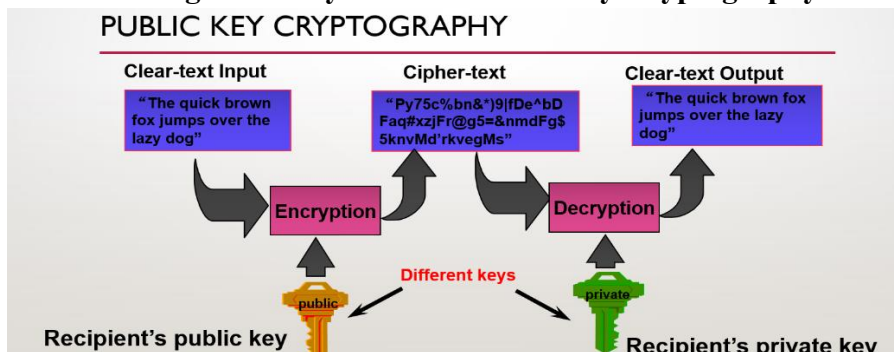 PUBLIC KEY CRYPTOGRAPHY
Clear-text Input
Cipher-text
Clear-text Output
“The quick brown
fox jumps over the
lazy dog”
“Py75c%bn&*)9|fDe^bD
Faq#xzjFr@g5=&nmdFg$
5knvMd’rkvegMs”
“The quick brown fox
jumps over the lazy
dog”
Encryption
Decryption
Different keys
public
private
Recipient’s public key
Recipient’s private key